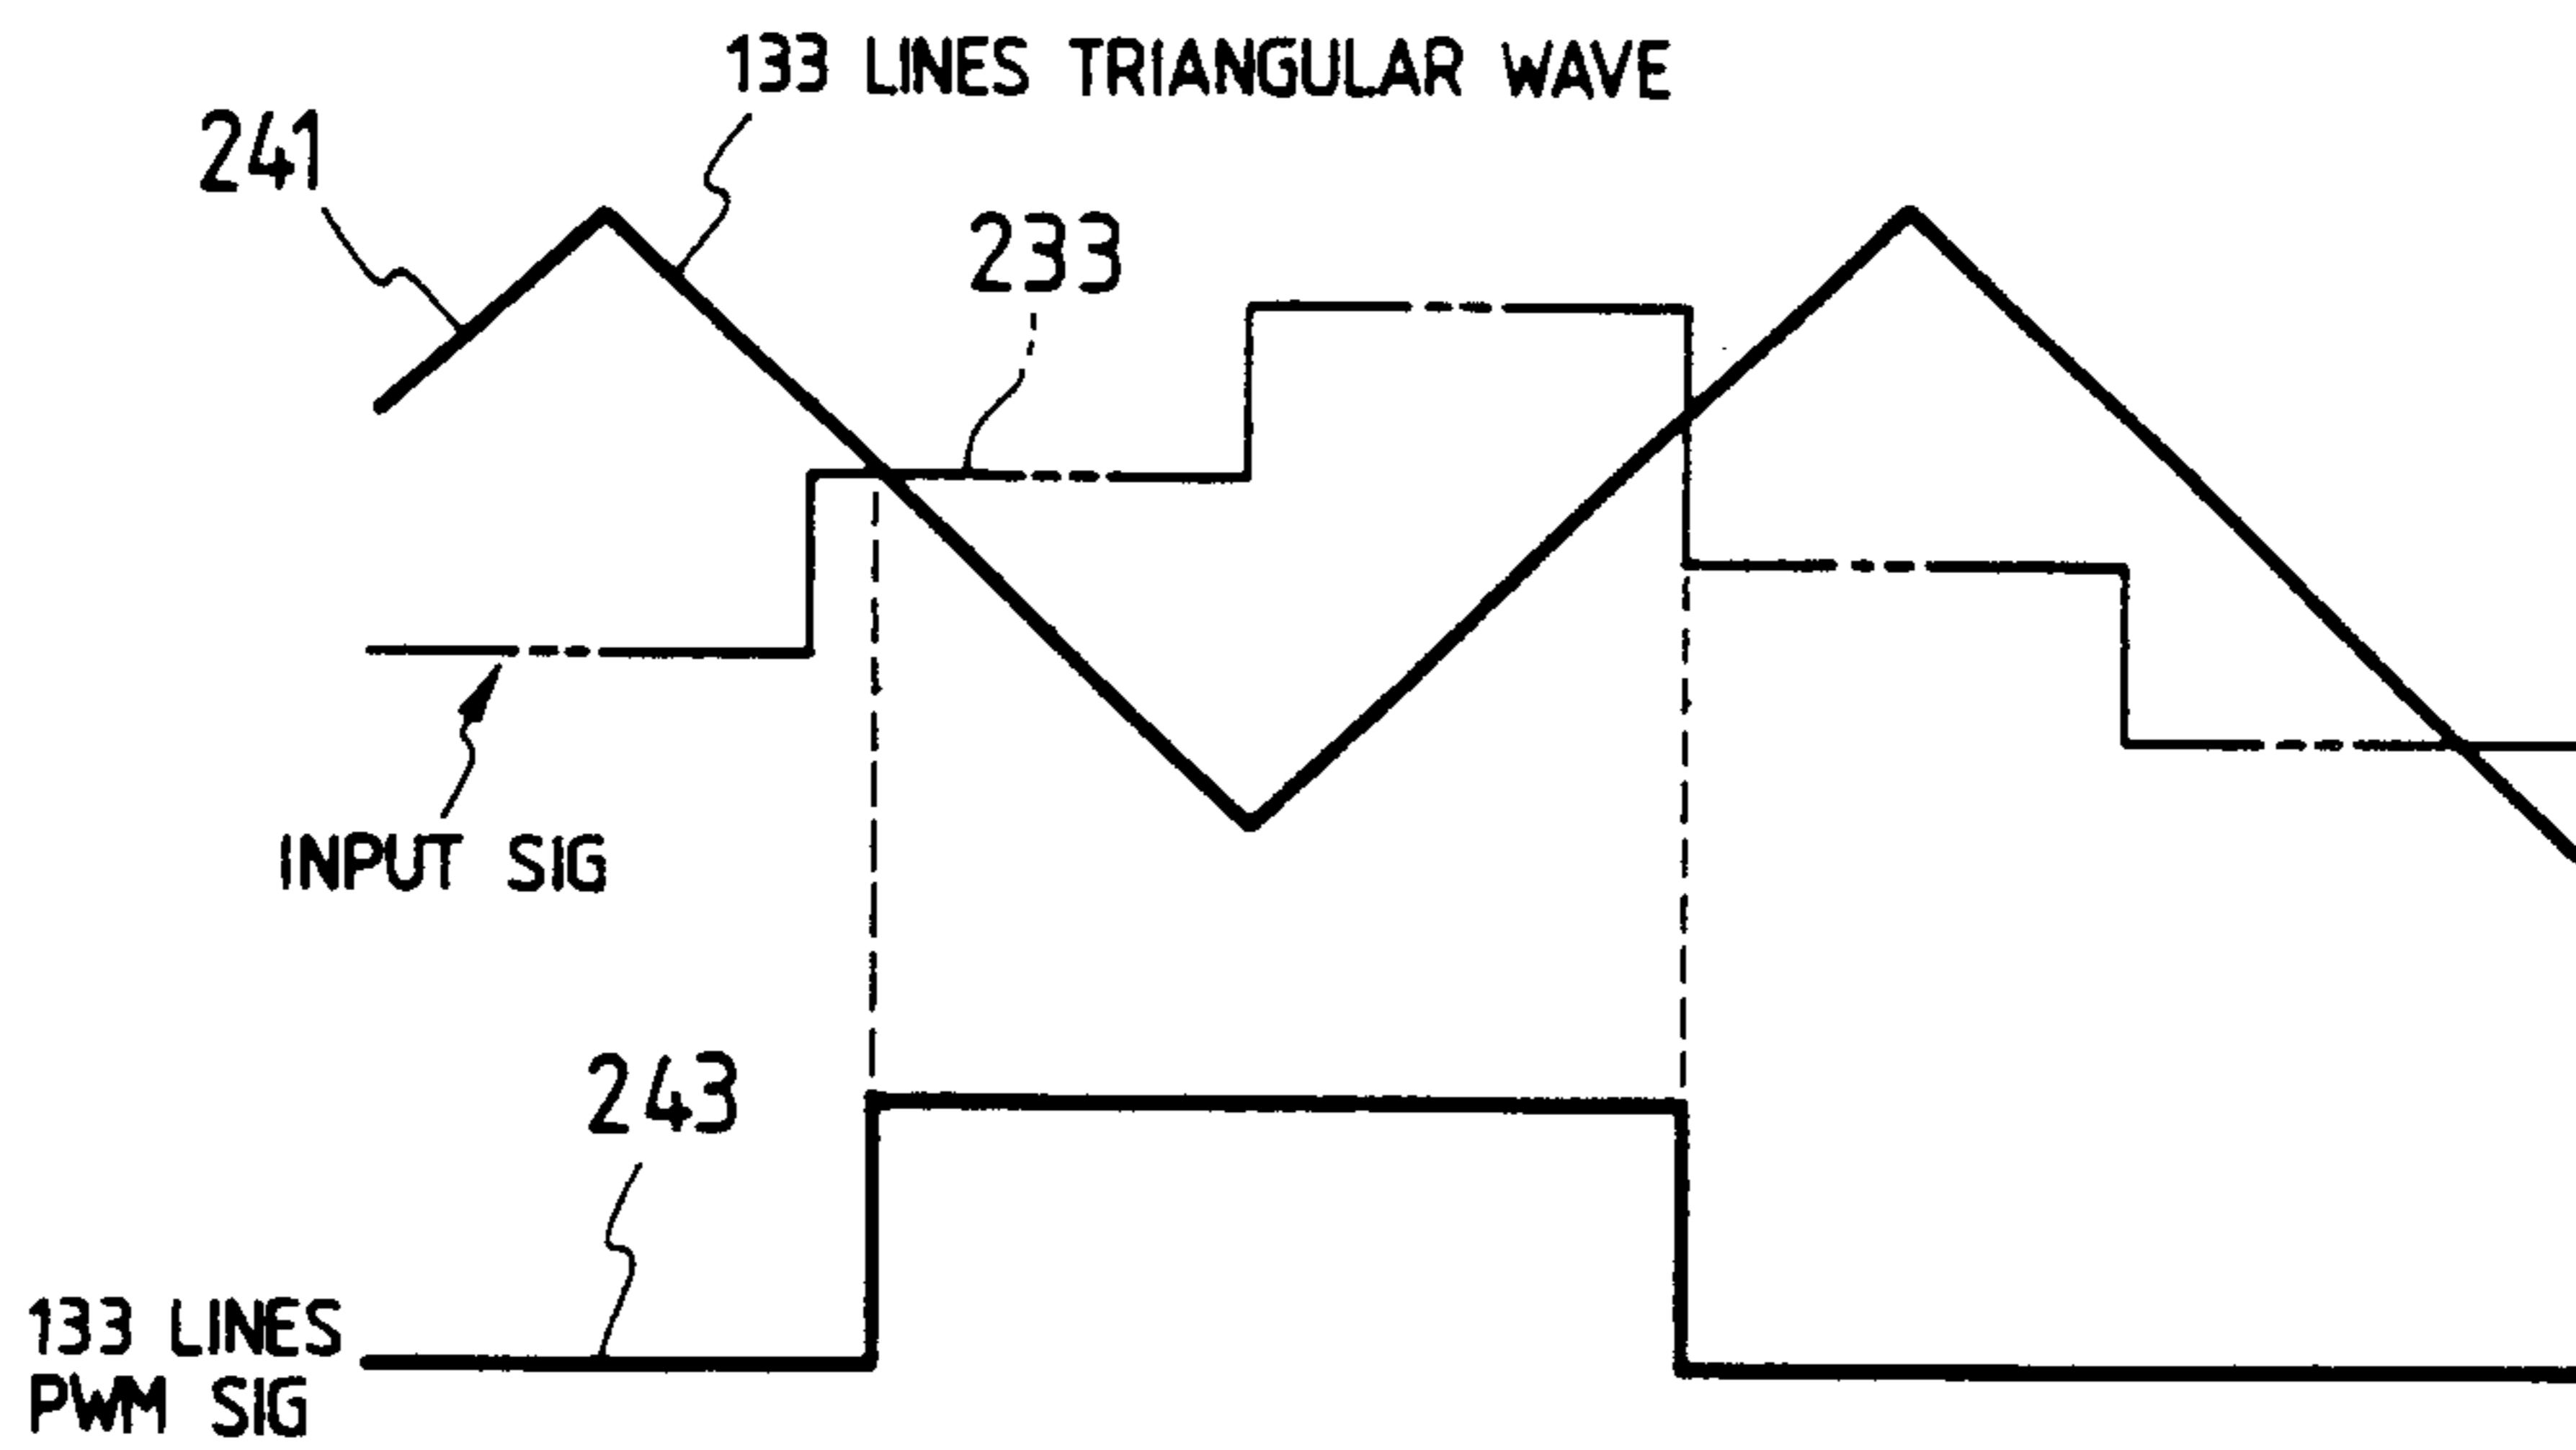 133 LINES TRIANGULAR WAVE
241
233
INPUT SIG
243
133 LINES
PWM SIG